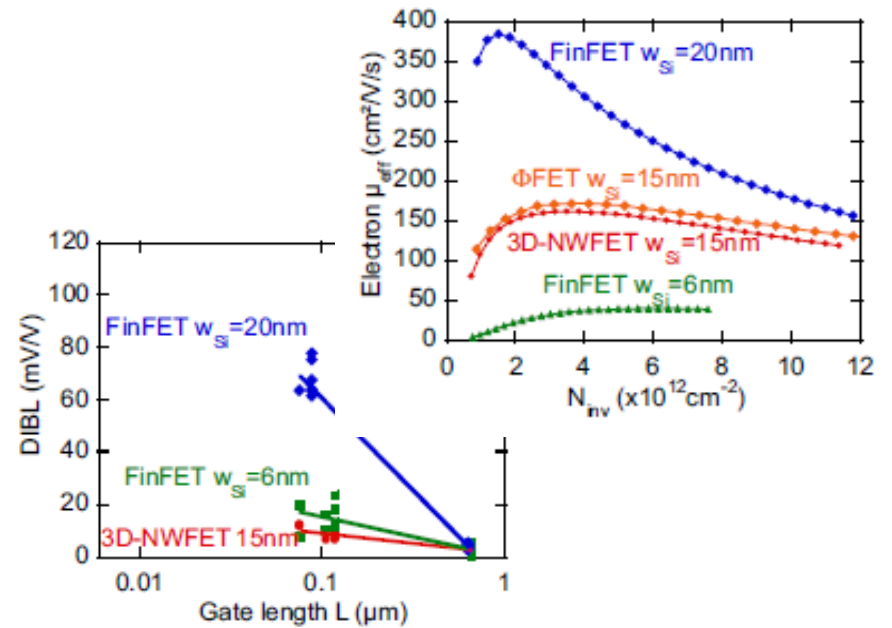 400
350
300
250
200
150
100
50
0
Electron μeff (cm²/V/s)
FinFET wSi=20nm
ΦFET wSi=15nm
3D-NWFET wSi=15nm
FinFET wSi=6nm
0 2 4 6 8 10 12
Ninv (x10¹²cm⁻²)
120
100
80
60
40
20
0
DIBL (mV/V)
FinFET wSi=20nm
FinFET wSi=6nm
3D-NWFET 15nm
0.01 0.1 1
Gate length L (μm)